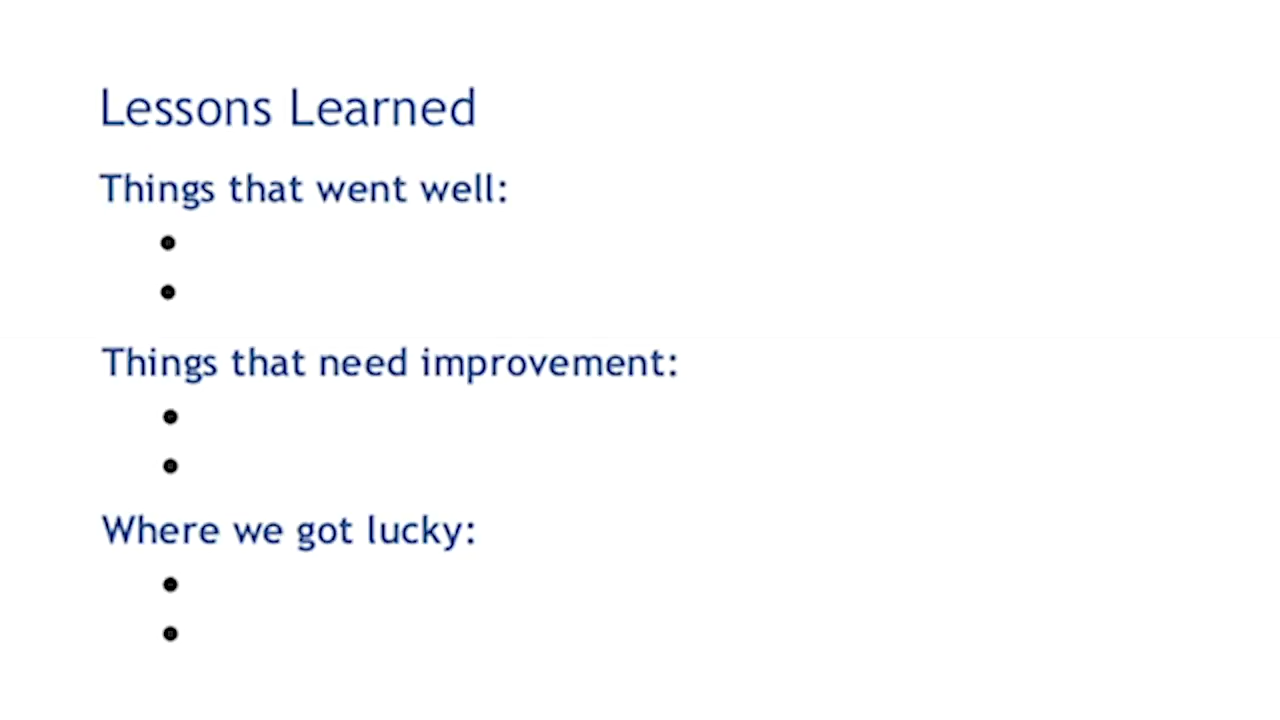 Lessons Learned
Things that went well:
•
•
Things that need improvement:
•
•
Where we got lucky:
•
•